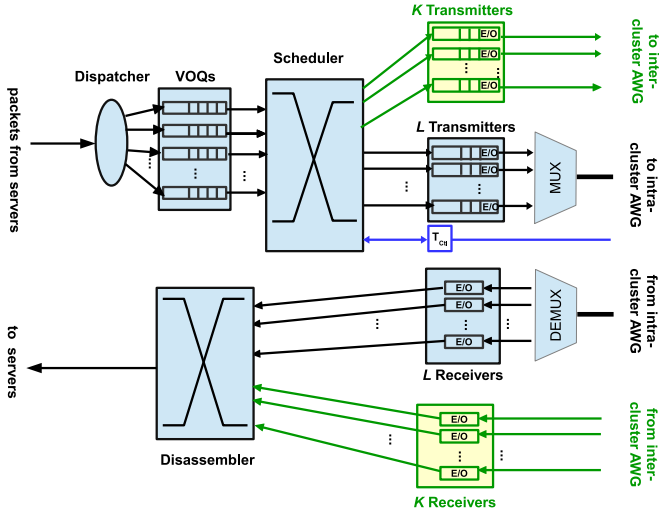 K Transmitters
E/O
E/O
E/O
to inter-
cluster AWG
Scheduler
Dispatcher
VOQs
packets from servers
L Transmitters
E/O
E/O
E/O
MUX
to intra-
cluster AWG
TCtl
E/O
E/O
E/O
DEMUX
from intra-
cluster AWG
L Receivers
to servers
Disassembler
E/O
E/O
E/O
from inter-
cluster AWG
K Receivers